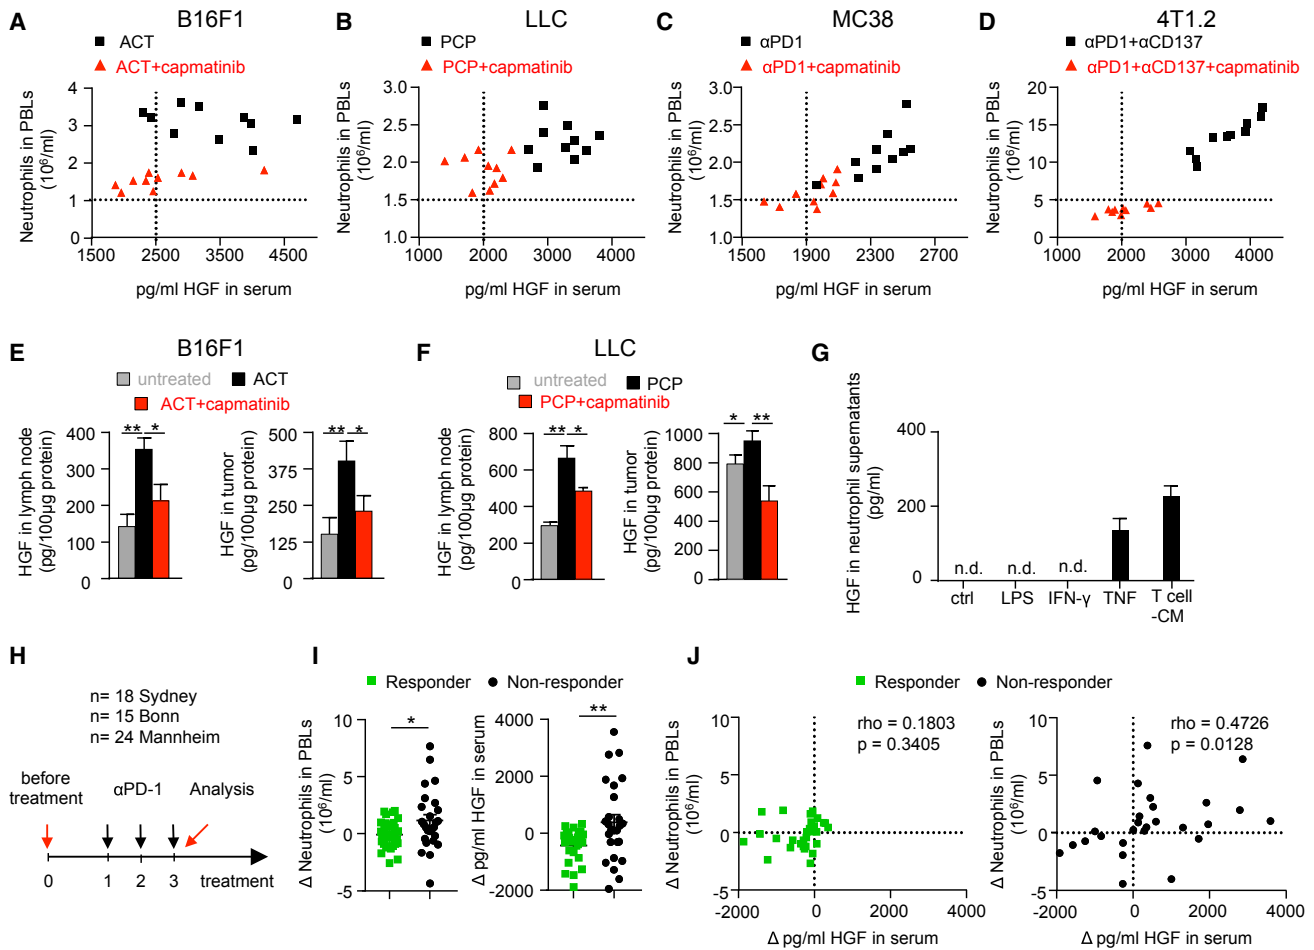 A
B16F1
ACT
ACT+capmatinib
Neutrophils in PBLs
(10⁶/ml)
4
3
2
1
0
1500
2500
3500
4500
pg/ml HGF in serum
B
LLC
PCP
PCP+capmatinib
Neutrophils in PBLs
(10⁶/ml)
3.0
2.5
2.0
1.5
1.0
1000
2000
3000
4000
pg/ml HGF in serum
C
MC38
αPD1
αPD1+capmatinib
Neutrophils in PBLs
(10⁶/ml)
3.0
2.5
2.0
1.5
1.0
1500
1900
2300
2700
pg/ml HGF in serum
D
4T1.2
αPD1+αCD137
αPD1+αCD137+capmatinib
Neutrophils in PBLs
(10⁶/ml)
20
15
10
5
0
1000
2000
3000
4000
pg/ml HGF in serum
E
B16F1
untreated
ACT
ACT+capmatinib
HGF in lymph node
(pg/100µg protein)
400
300
200
100
0
** *
HGF in tumor
(pg/100µg protein)
500
375
250
125
0
** *
F
LLC
untreated
PCP
PCP+capmatinib
HGF in lymph node
(pg/100µg protein)
800
600
400
200
0
** *
HGF in tumor
(pg/100µg protein)
1000
800
600
400
200
0
* **
G
HGF in neutrophil supernatants
(pg/ml)
400
200
0
n.d.
n.d.
n.d.
ctrl
LPS
IFN-γ
TNF
T cell
-CM
H
n= 18 Sydney
n= 15 Bonn
n= 24 Mannheim
before
treatment
αPD-1
Analysis
0
1
2
3
treatment
I
Responder
Non-responder
Δ Neutrophils in PBLs
(10⁶/ml)
10
5
0
-5
*
Δ pg/ml HGF in serum
4000
2000
0
-2000
**
J
Responder
Non-responder
Δ Neutrophils in PBLs
(10⁶/ml)
10
5
0
-5
rho = 0.1803
p = 0.3405
-2000
0
2000
4000
Δ pg/ml HGF in serum
Δ Neutrophils in PBLs
(10⁶/ml)
10
5
0
-5
rho = 0.4726
p = 0.0128
-2000
0
2000
4000
Δ pg/ml HGF in serum